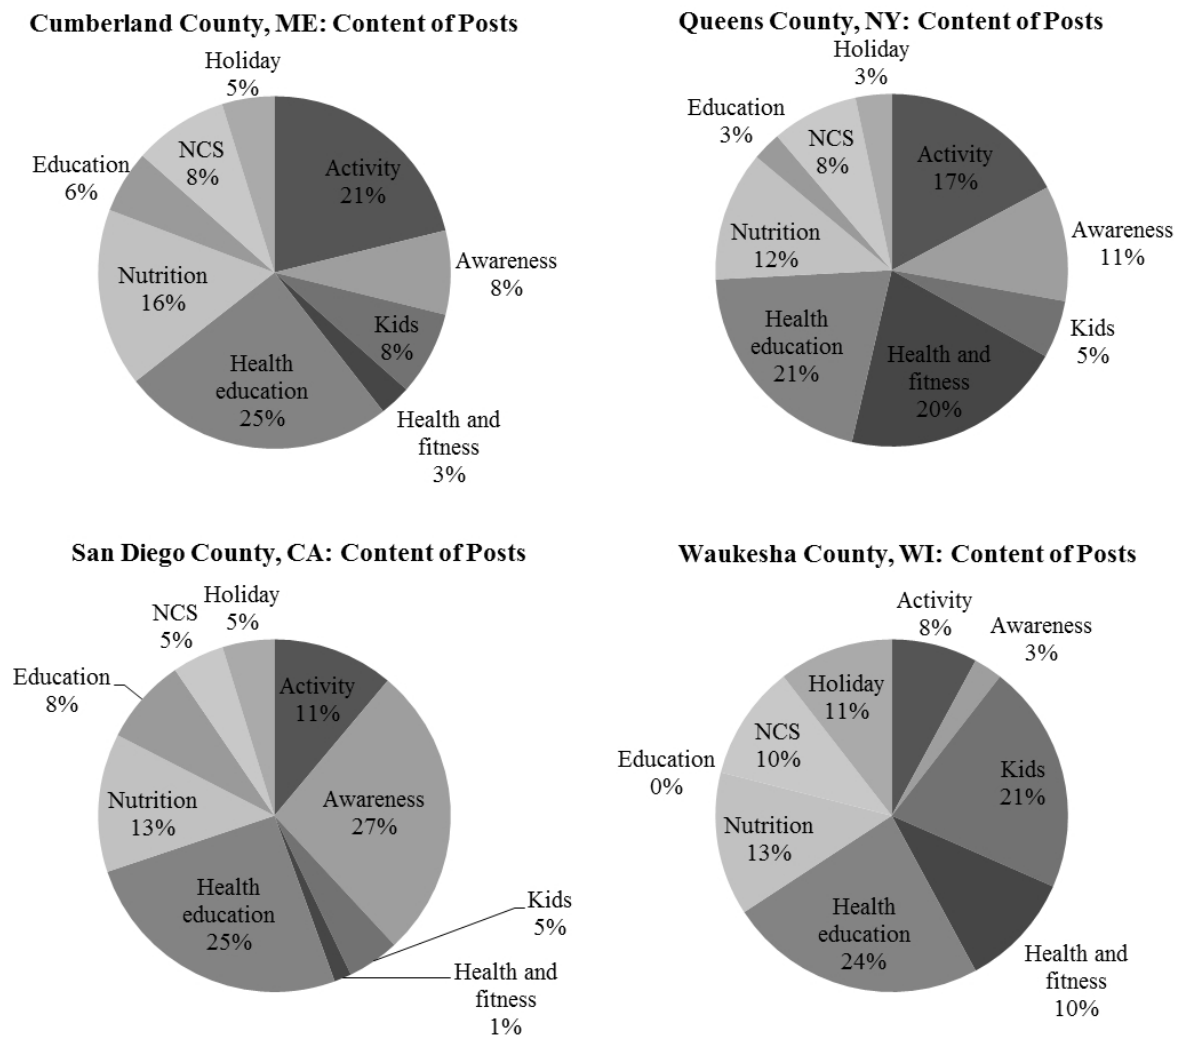 Cumberland County, ME: Content of Posts
Holiday
5%
NCS
8%
Education
6%
Activity
21%
Awareness
8%
Nutrition
16%
Kids
8%
Health
education
25%
Health and
fitness
3%
Queens County, NY: Content of Posts
Holiday
3%
Education
3%
NCS
8%
Activity
17%
Awareness
11%
Nutrition
12%
Kids
5%
Health
education
21%
Health and
fitness
20%
San Diego County, CA: Content of Posts
Holiday
5%
NCS
5%
Education
8%
Activity
11%
Awareness
27%
Nutrition
13%
Health
education
25%
Kids
5%
Health and
fitness
1%
Waukesha County, WI: Content of Posts
Activity
8%
Awareness
3%
Holiday
11%
NCS
10%
Education
0%
Kids
21%
Nutrition
13%
Health
education
24%
Health and
fitness
10%